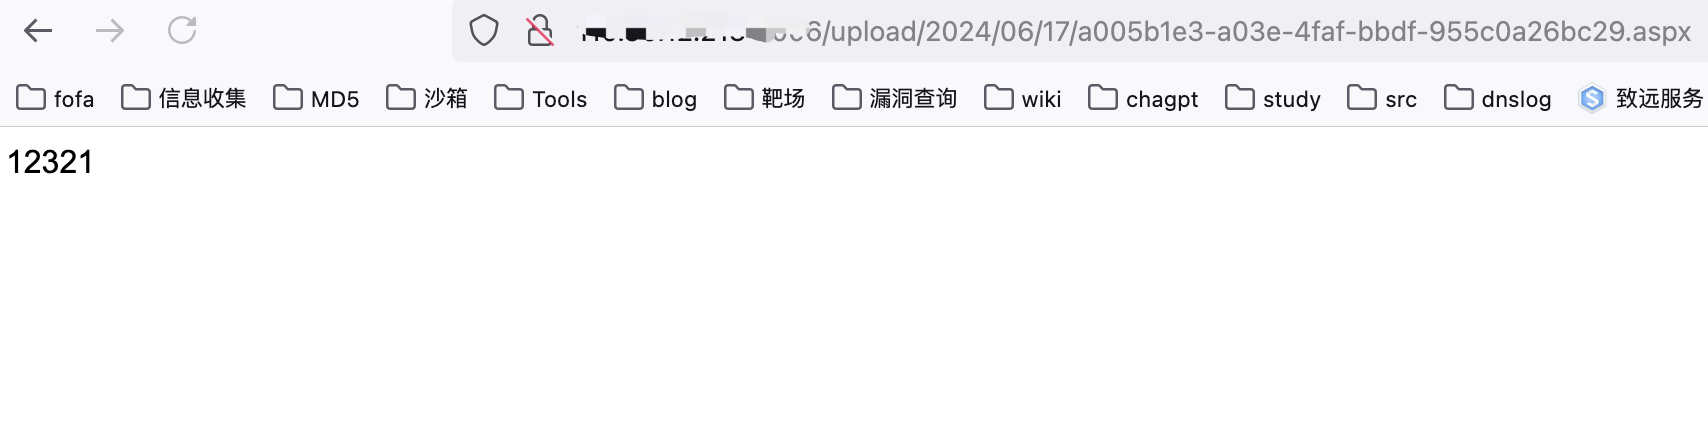 6/upload/2024/06/17/a005b1e3-a03e-4faf-bbdf-955c0a26bc29.aspx
fofa 信息收集 MD5 沙箱 Tools blog 靶场 漏洞查询 wiki chagpt study src dnslog 致远服务
12321